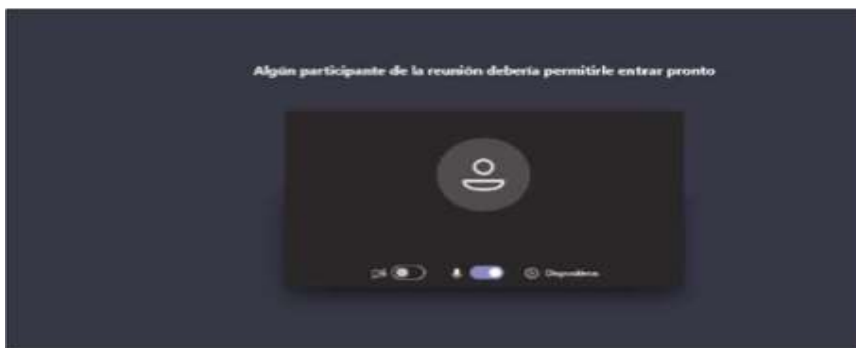 Algún participante de la reunión debería permitirle entrar pronto
Dispositivos